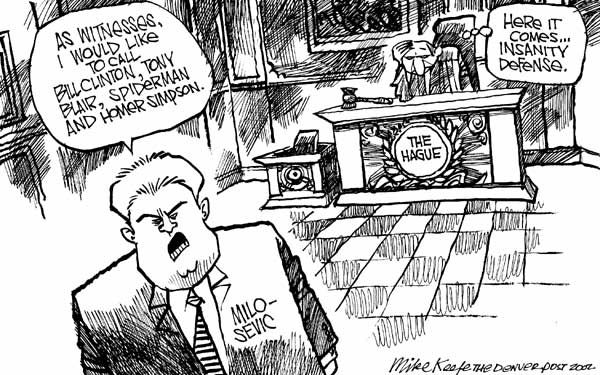 AS WITNESSES,
I WOULD LIKE
TO CALL
BILL CLINTON, TONY
BLAIR, SPIDERMAN
AND HOMER SIMPSON.
HERE IT
COMES...
INSANITY
DEFENSE.
THE
HAGUE
MILO-
SEVIC
Mike Keefe THE DENVER POST 2002